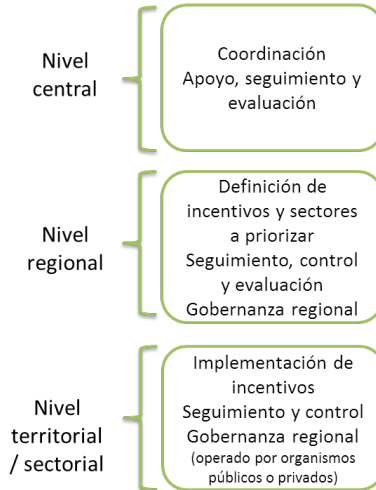 Nivel
central
Coordinación
Apoyo, seguimiento y
evaluación
Nivel
regional
Definición de
incentivos y sectores
a priorizar
Seguimiento, control
y evaluación
Gobernanza regional
Nivel
territorial
/ sectorial
Implementación de
incentivos
Seguimiento y control
Gobernanza regional
(operado por organismos
públicos o privados)